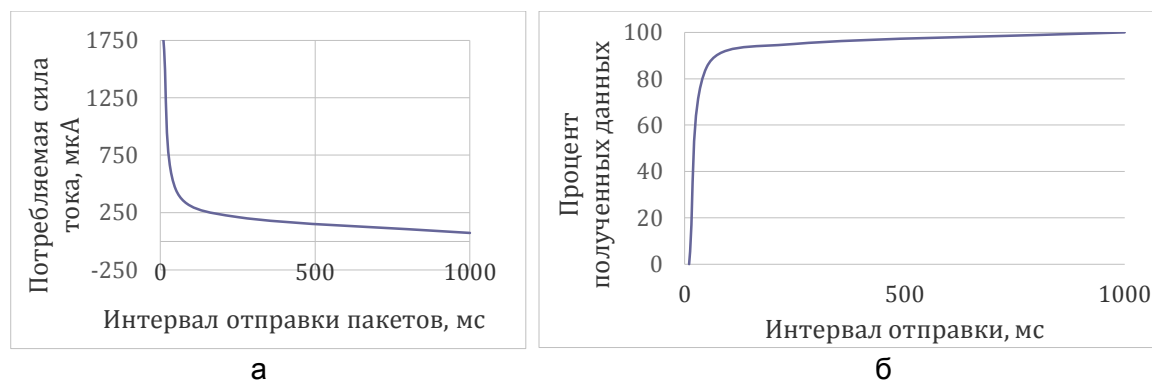 Потребляемая сила
тока, мкА
1750
1250
750
250
-250
0
500
1000
Интервал отправки пакетов, мс
а
Процент
полученных данных
100
80
60
40
20
0
0
500
1000
Интервал отправки, мс
б